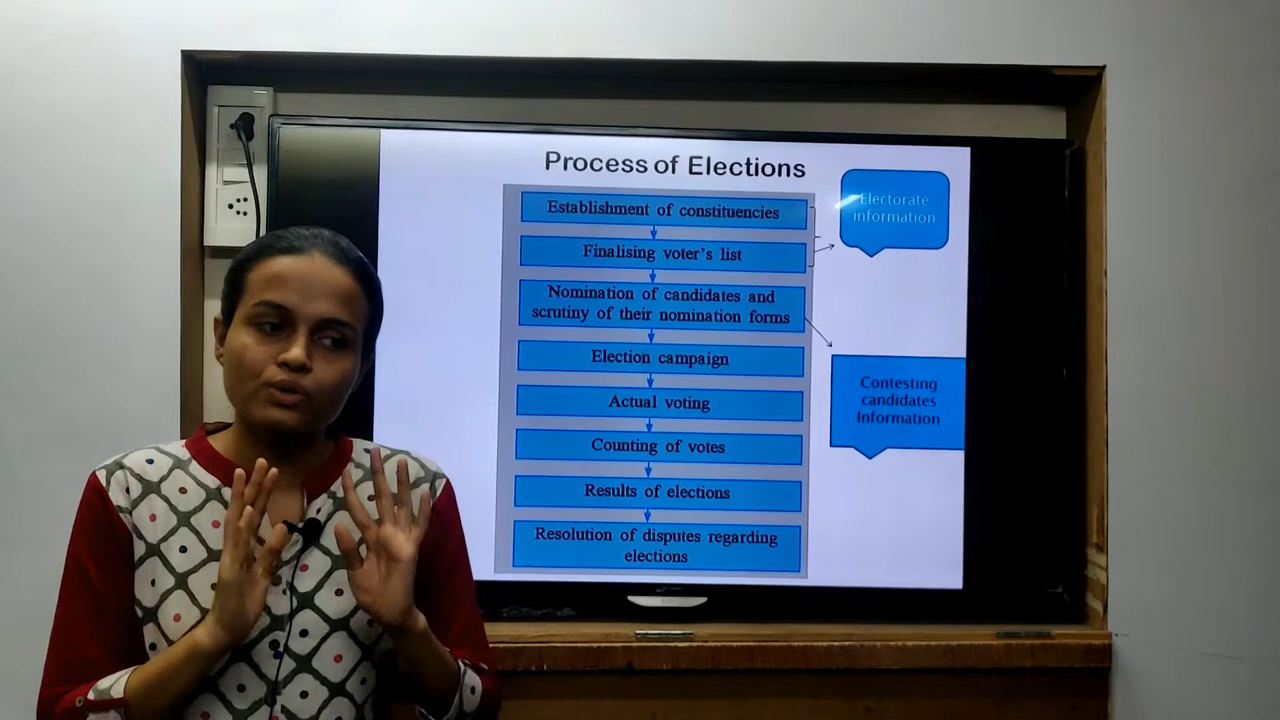 Process of Elections
Establishment of constituencies
Finalising voter's list
Nomination of candidates and
scrutiny of their nomination forms
Election campaign
Actual voting
Counting of votes
Results of elections
Resolution of disputes regarding
elections
Electorate
information
Contesting
candidates
Information